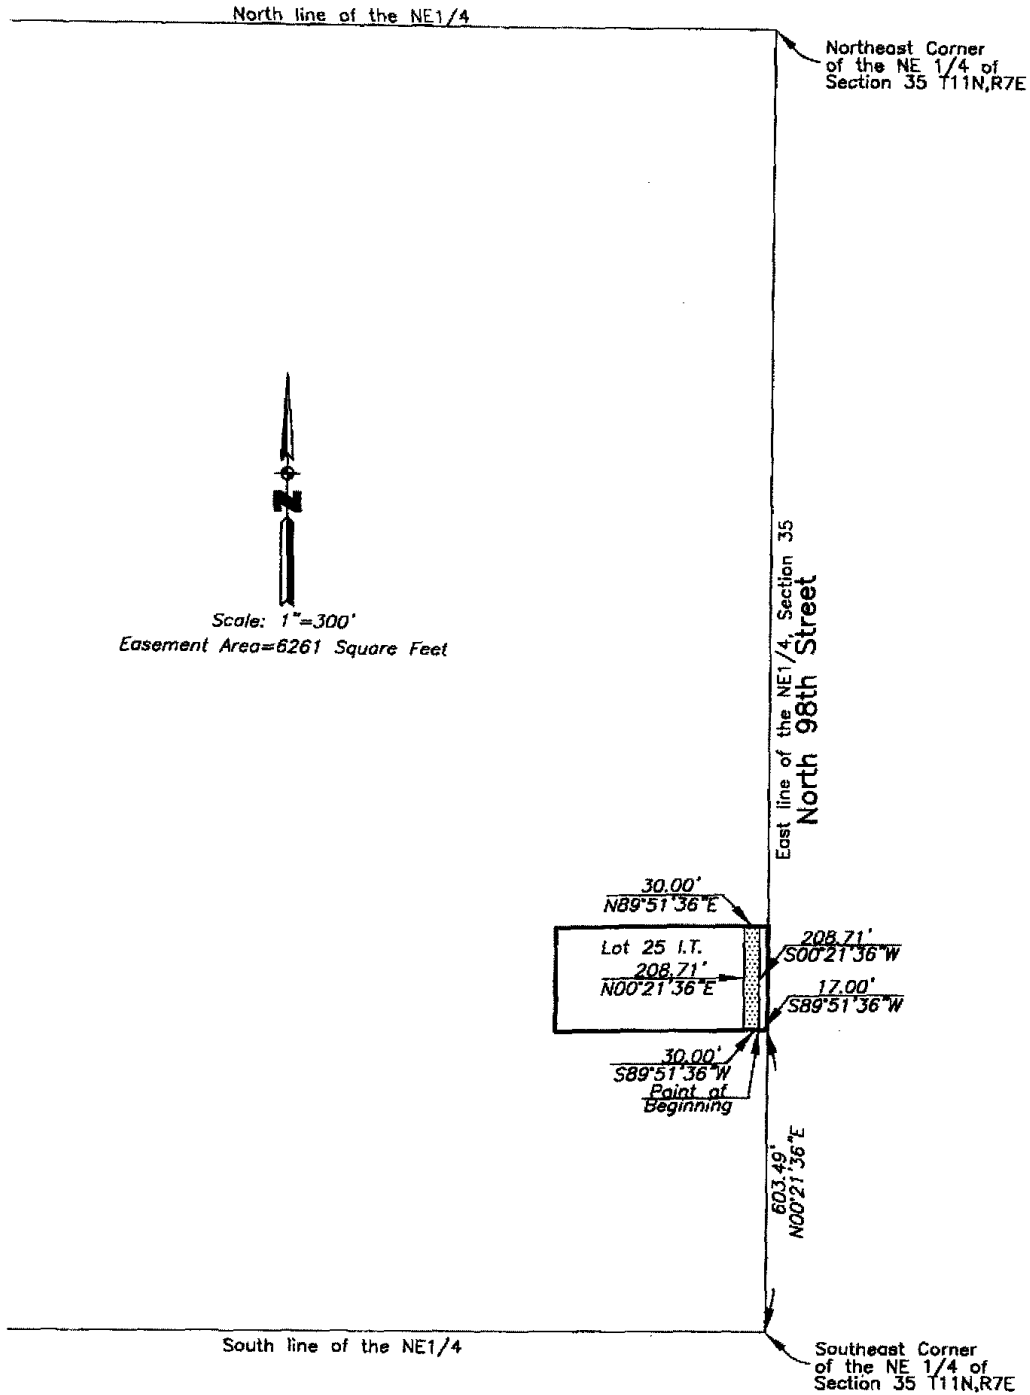 North line of the NE1/4
Northeast Corner
of the NE 1/4 of
Section 35 T11N,R7E
N
Scale: 1"=300'
Easement Area=6261 Square Feet
East line of the NE1/4, Section 35
North 98th Street
30.00'
N89°51'36"E
Lot 25 I.T.
208.71'
N00°21'36"E
208.71'
S00°21'36"W
17.00'
S89°51'36"W
30.00'
S89°51'36"W
Point of
Beginning
603.49'
N00°21'36"E
South line of the NE1/4
Southeast Corner
of the NE 1/4 of
Section 35 T11N,R7E